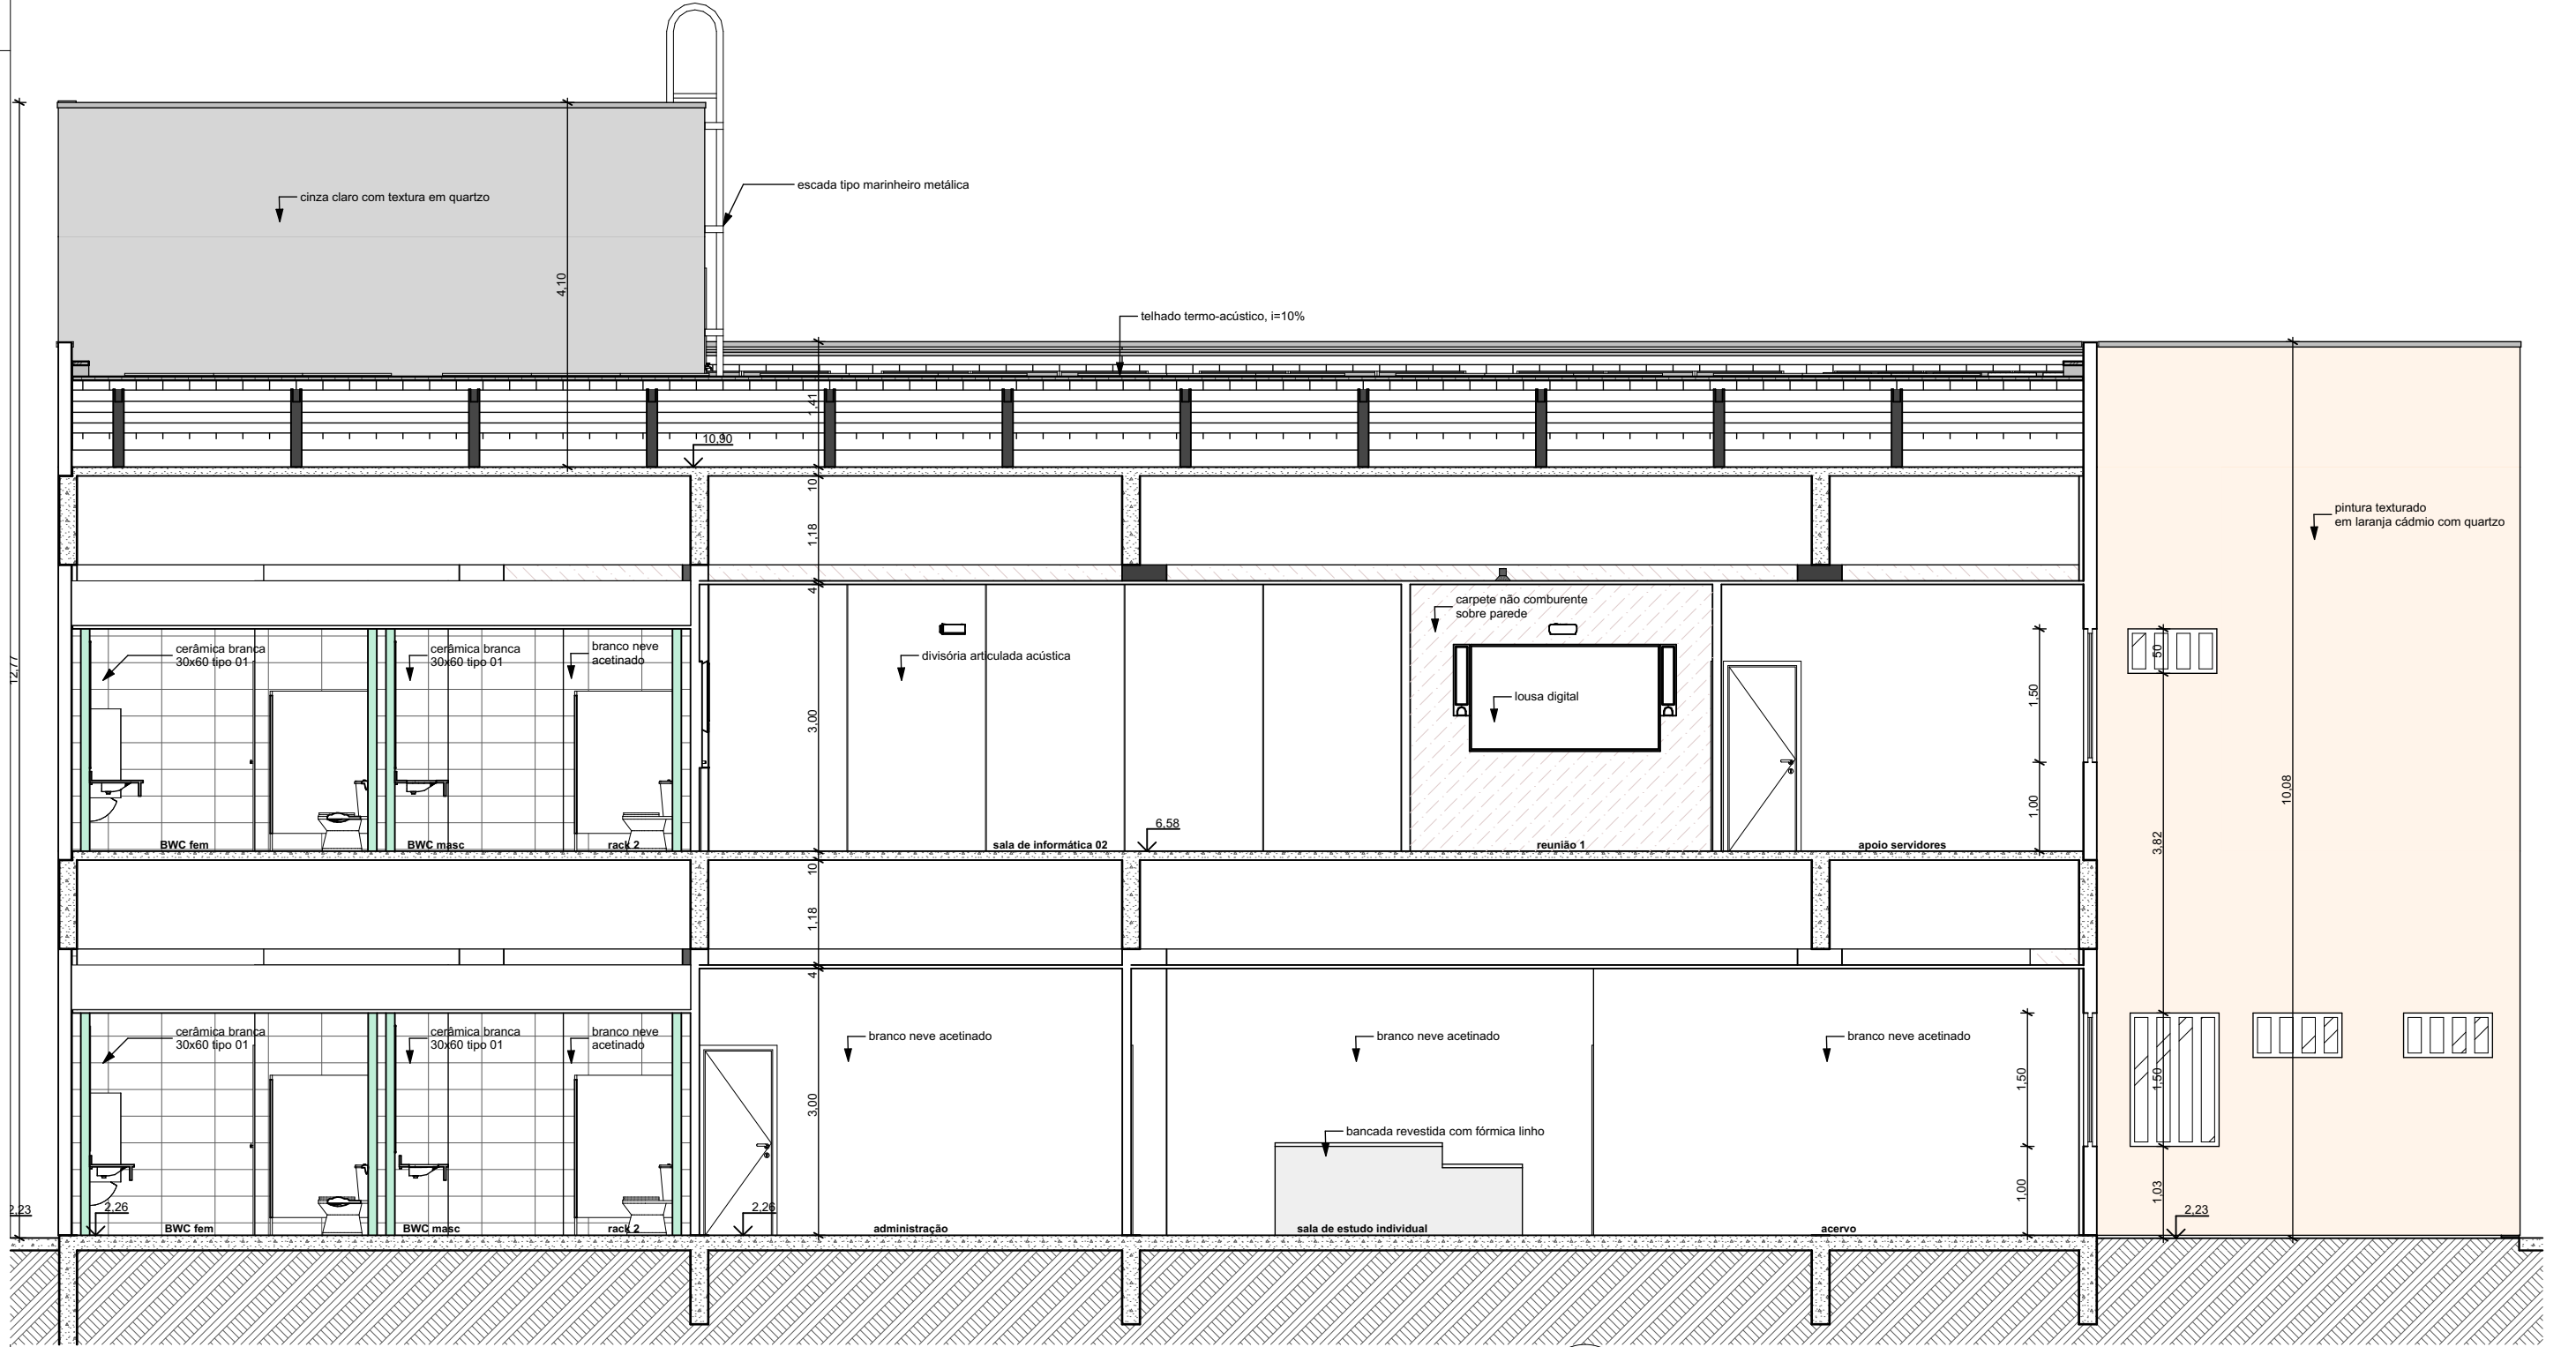 cinza claro com textura em quartzo
escada tipo marinheiro metálica
4,10
telhado termo-acústico, i=10%
1,41
10,90
10
1,18
pintura texturado
em laranja cádmio com quartzo
4
carpete não comburente
sobre parede
cerâmica branca
30x60 tipo 01
cerâmica branca
30x60 tipo 01
branco neve
acetinado
divisória articulada acústica
lousa digital
12,77
3,00
1,50
50
1,00
10,08
3,82
6,58
BWC fem
BWC masc
rack 2
sala de informática 02
reunião 1
apoio servidores
10
1,18
4
cerâmica branca
30x60 tipo 01
cerâmica branca
30x60 tipo 01
branco neve
acetinado
branco neve acetinado
branco neve acetinado
branco neve acetinado
3,00
1,50
1,50
bancada revestida com fórmica linho
1,00
1,03
2,23
2,26
2,26
2,23
BWC fem
BWC masc
rack 2
administração
sala de estudo individual
acervo